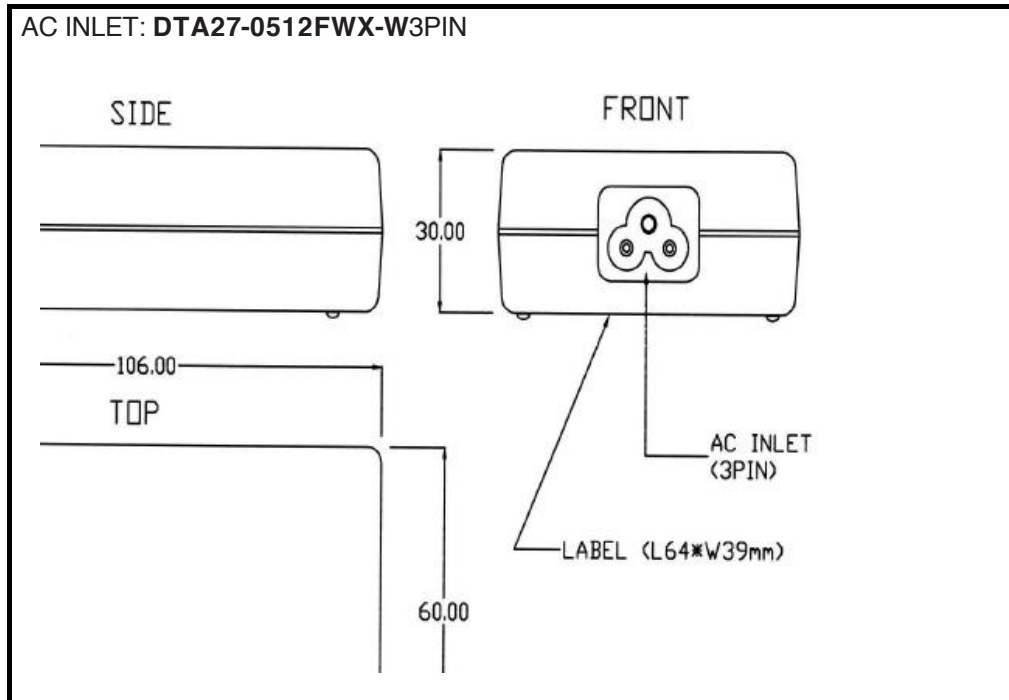 AC INLET: DTA27-0512FWX-W3PIN
SIDE
FRONT
30.00
106.00
TOP
AC INLET
(3PIN)
LABEL (L64*W39mm)
60.00